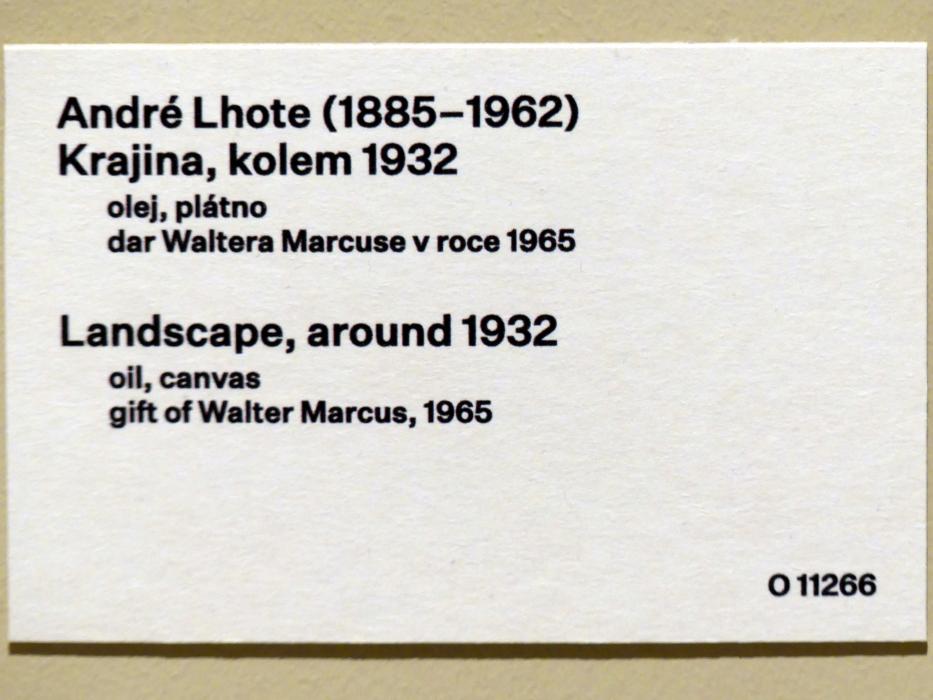 André Lhote (1885–1962)
Krajina, kolem 1932
olej, plátno
dar Waltera Marcuse v roce 1965
Landscape, around 1932
oil, canvas
gift of Walter Marcus, 1965
O 11266